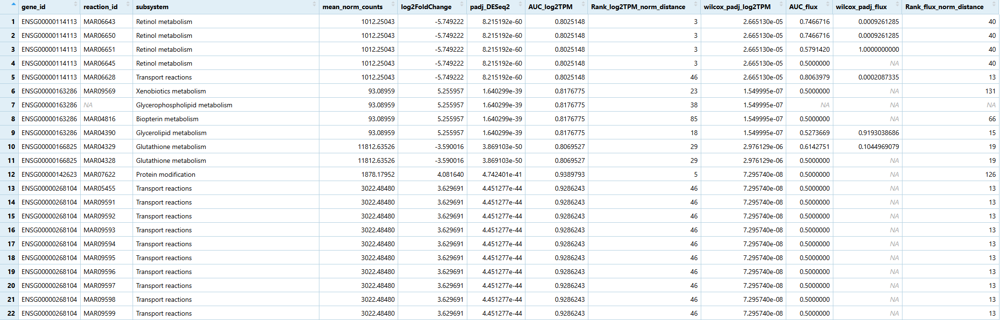 gene_id reaction_id subsystem mean_norm_counts log2FoldChange padj_DESeq2 AUC_log2TPM Rank_log2TPM_norm_distance wilcox_padj_log2TPM AUC_flux wilcox_padj_flux Rank_flux_norm_distance
1 ENSG00000114113 MAR06643 Retinol metabolism 1012.25043 -5.749222 8.215192e-60 0.8025148 3 2.665130e-05 0.7466716 0.0009261285 40
2 ENSG00000114113 MAR06650 Retinol metabolism 1012.25043 -5.749222 8.215192e-60 0.8025148 3 2.665130e-05 0.7466716 0.0009261285 40
3 ENSG00000114113 MAR06651 Retinol metabolism 1012.25043 -5.749222 8.215192e-60 0.8025148 3 2.665130e-05 0.5791420 1.0000000000 40
4 ENSG00000114113 MAR06645 Retinol metabolism 1012.25043 -5.749222 8.215192e-60 0.8025148 3 2.665130e-05 0.5000000 NA 40
5 ENSG00000114113 MAR06628 Transport reactions 1012.25043 -5.749222 8.215192e-60 0.8025148 46 2.665130e-05 0.8063979 0.0002087335 13
6 ENSG00000163286 MAR09569 Xenobiotics metabolism 93.08959 5.255957 1.640299e-39 0.8176775 23 1.549995e-07 0.5000000 NA 131
7 ENSG00000163286 NA Glycerophospholipid metabolism 93.08959 5.255957 1.640299e-39 0.8176775 38 1.549995e-07 NA NA NA
8 ENSG00000163286 MAR04816 Biopterin metabolism 93.08959 5.255957 1.640299e-39 0.8176775 85 1.549995e-07 0.5000000 NA 66
9 ENSG00000163286 MAR04390 Glycerolipid metabolism 93.08959 5.255957 1.640299e-39 0.8176775 18 1.549995e-07 0.5273669 0.9193038686 15
10 ENSG00000166825 MAR04329 Glutathione metabolism 11812.63526 -3.590016 3.869103e-50 0.8069527 29 2.976129e-06 0.6142751 0.1044969079 19
11 ENSG00000166825 MAR04328 Glutathione metabolism 11812.63526 -3.590016 3.869103e-50 0.8069527 29 2.976129e-06 0.5000000 NA 19
12 ENSG00000142623 MAR07622 Protein modification 1878.17952 4.081640 4.742401e-41 0.9389793 5 7.295740e-08 0.5000000 NA 126
13 ENSG00000268104 MAR05455 Transport reactions 3022.48480 3.629691 4.451277e-44 0.9286243 46 7.295740e-08 0.5000000 NA 13
14 ENSG00000268104 MAR09591 Transport reactions 3022.48480 3.629691 4.451277e-44 0.9286243 46 7.295740e-08 0.5000000 NA 13
15 ENSG00000268104 MAR09592 Transport reactions 3022.48480 3.629691 4.451277e-44 0.9286243 46 7.295740e-08 0.5000000 NA 13
16 ENSG00000268104 MAR09593 Transport reactions 3022.48480 3.629691 4.451277e-44 0.9286243 46 7.295740e-08 0.5000000 NA 13
17 ENSG00000268104 MAR09594 Transport reactions 3022.48480 3.629691 4.451277e-44 0.9286243 46 7.295740e-08 0.5000000 NA 13
18 ENSG00000268104 MAR09595 Transport reactions 3022.48480 3.629691 4.451277e-44 0.9286243 46 7.295740e-08 0.5000000 NA 13
19 ENSG00000268104 MAR09596 Transport reactions 3022.48480 3.629691 4.451277e-44 0.9286243 46 7.295740e-08 0.5000000 NA 13
20 ENSG00000268104 MAR09597 Transport reactions 3022.48480 3.629691 4.451277e-44 0.9286243 46 7.295740e-08 0.5000000 NA 13
21 ENSG00000268104 MAR09598 Transport reactions 3022.48480 3.629691 4.451277e-44 0.9286243 46 7.295740e-08 0.5000000 NA 13
22 ENSG00000268104 MAR09599 Transport reactions 3022.48480 3.629691 4.451277e-44 0.9286243 46 7.295740e-08 0.5000000 NA 13